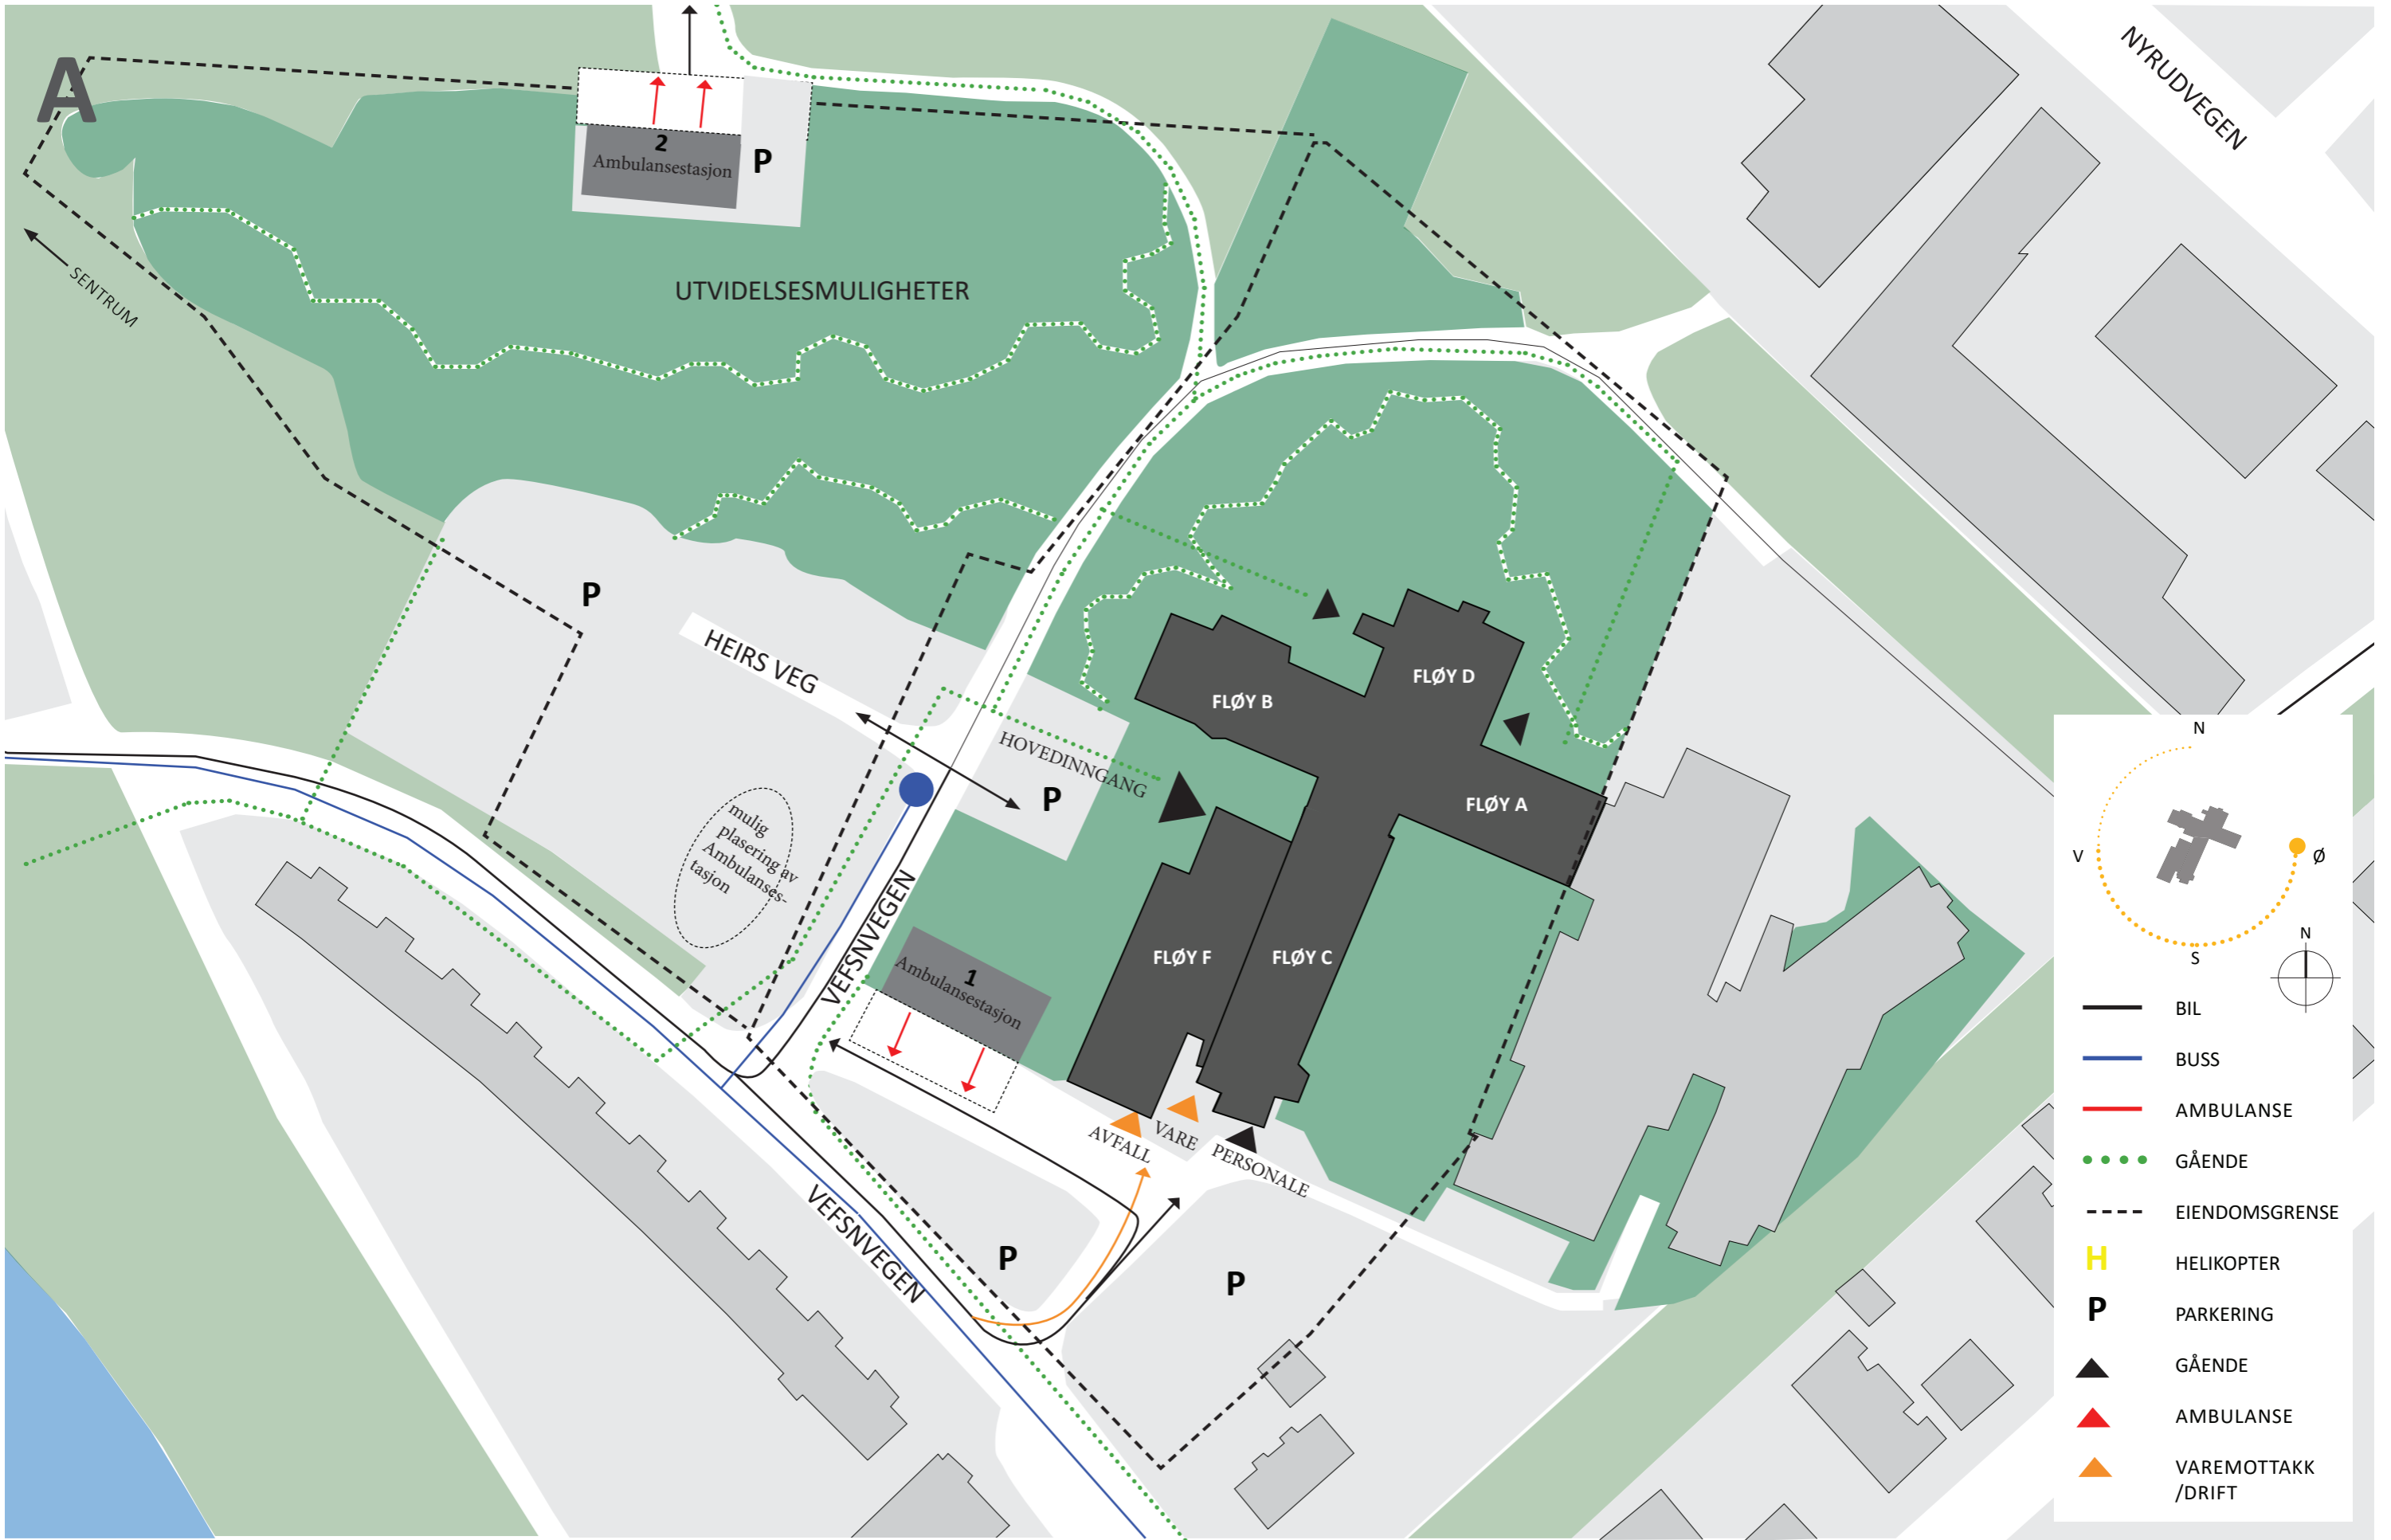 A
NYRUDVEGEN
2
Ambulansestasjon
P
SENTRUM
UTVIDELSESMULIGHETER
P
HEIRS VEG
HOVEDINNGANG
P
FLØY B
FLØY D
FLØY A
FLØY F
FLØY C
mulig
plasering av
Ambulanses-
tasjon
VEFSNVEGEN
1
Ambulansestasjon
AVFALL
VARE
PERSONALE
VEFSNVEGEN
P
P
N
V
Ø
S
N
BIL
BUSS
AMBULANSE
GÅENDE
EIENDOMSGRENSE
H HELIKOPTER
P PARKERING
GÅENDE
AMBULANSE
VAREMOTTAKK
/DRIFT